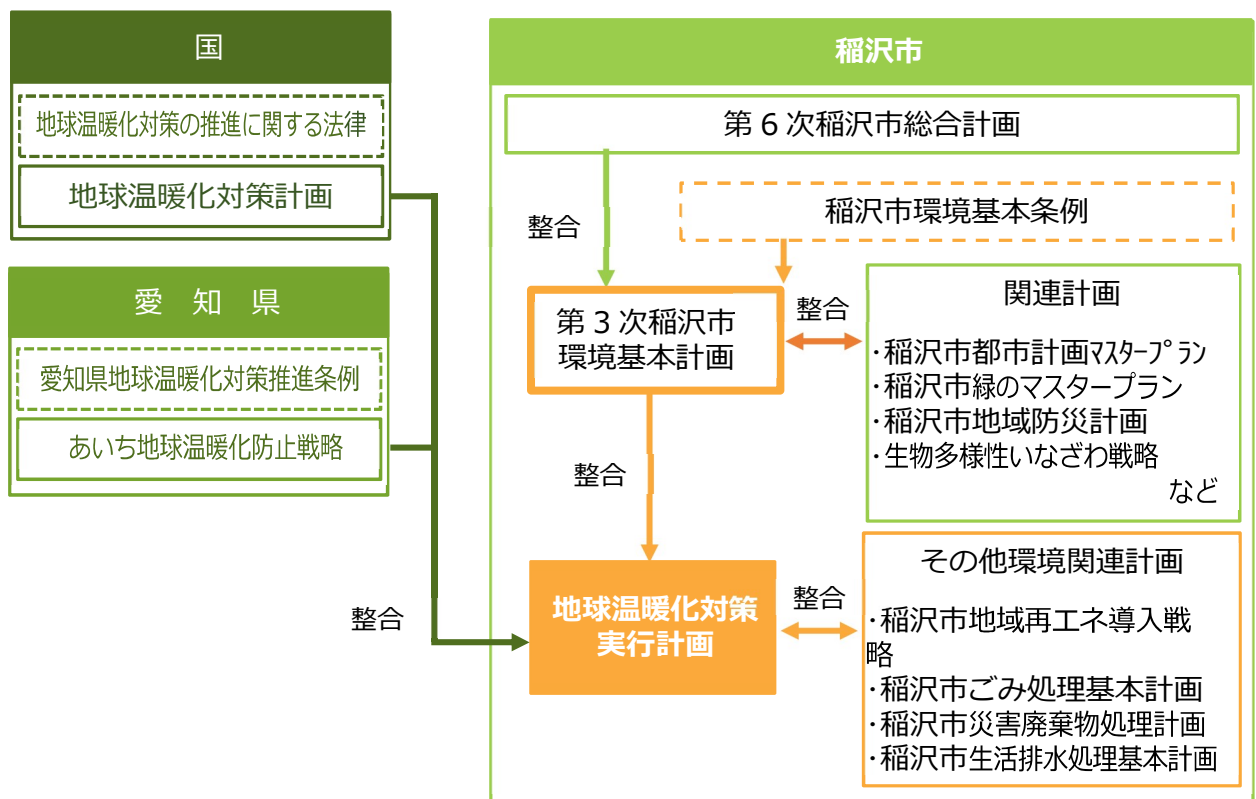 国
地球温暖化対策の推進に関する法律
地球温暖化対策計画
愛 知 県
愛知県地球温暖化対策推進条例
あいち地球温暖化防止戦略
整合
稲沢市
第6次稲沢市総合計画
稲沢市環境基本条例
整合
第3次稲沢市
環境基本計画
整合
関連計画
・稲沢市都市計画ﾏｽﾀｰﾌﾟﾗﾝ
・稲沢市緑のマスタープラン
・稲沢市地域防災計画
・生物多様性いなざわ戦略
など
整合
地球温暖化対策
実行計画
整合
その他環境関連計画
・稲沢市地域再エネ導入戦
略
・稲沢市ごみ処理基本計画
・稲沢市災害廃棄物処理計画
・稲沢市生活排水処理基本計画